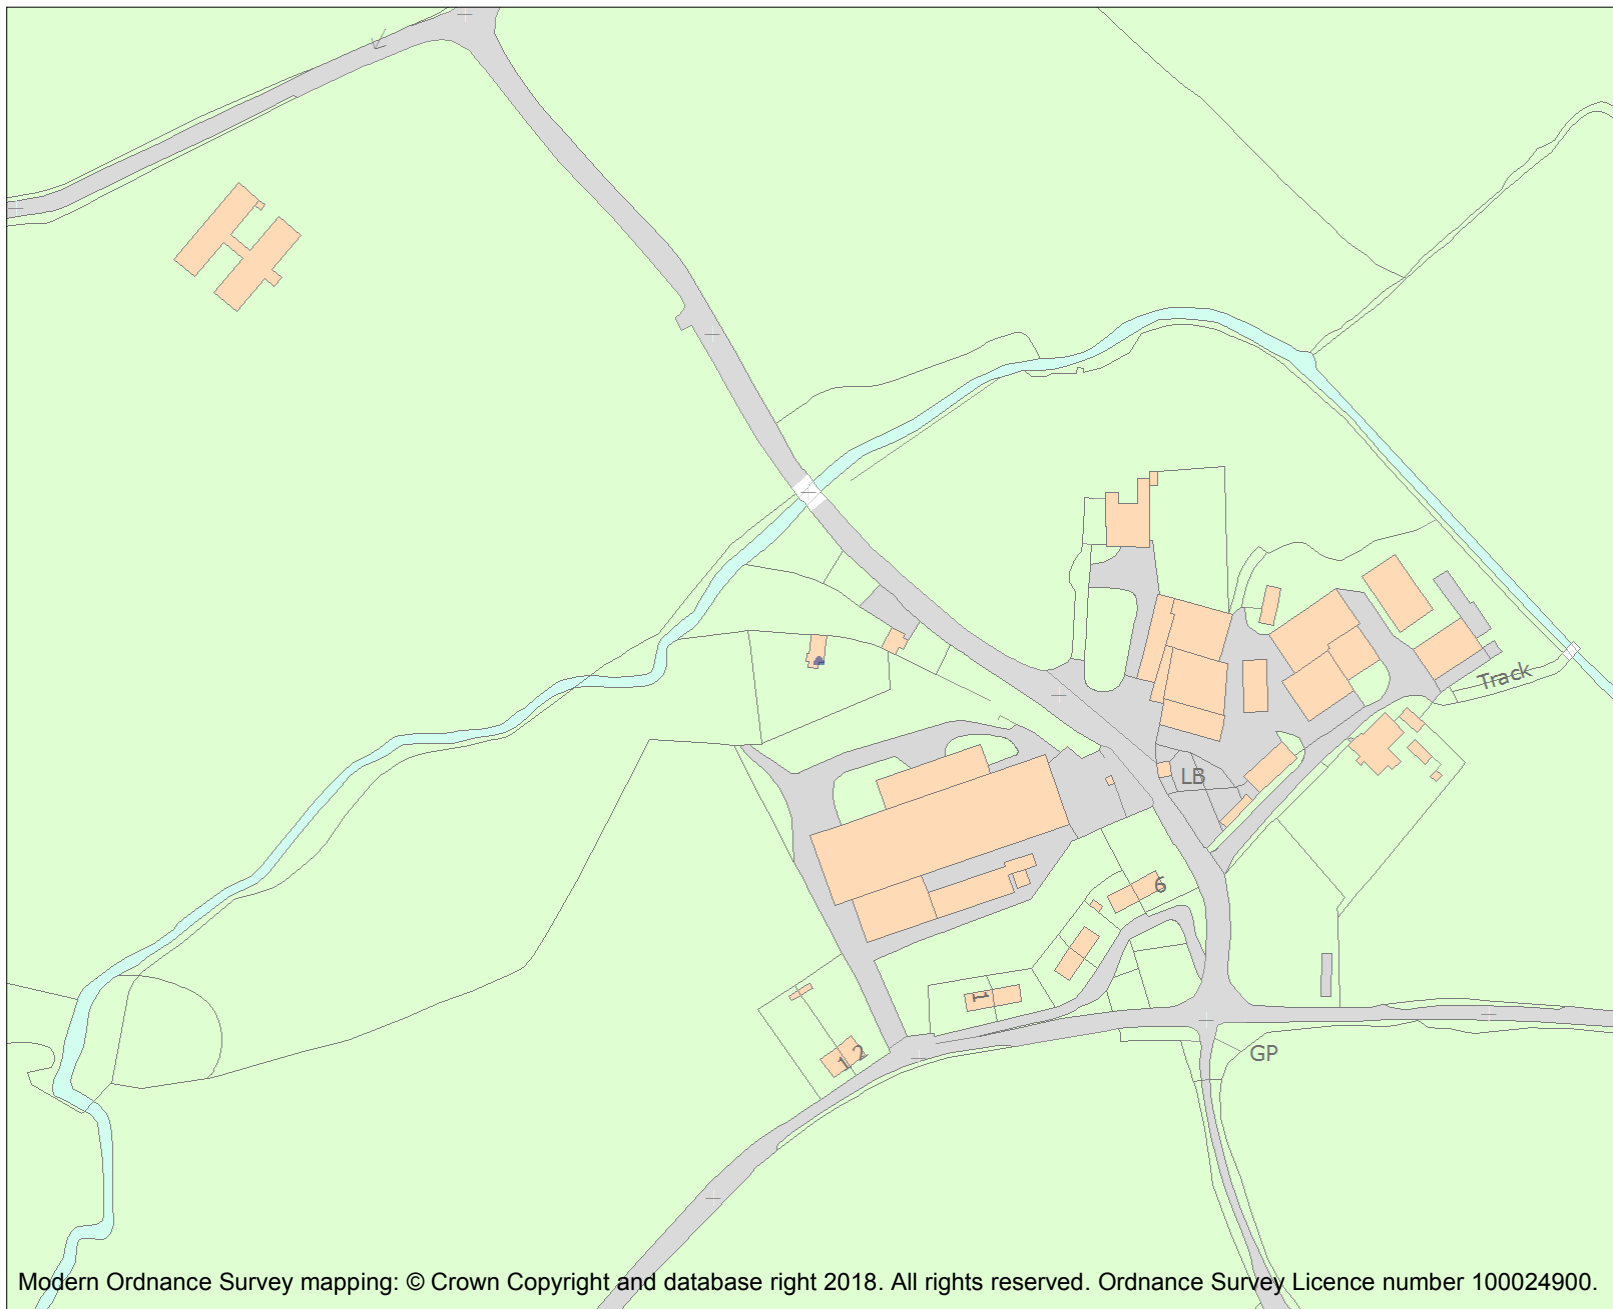 Track
LB
6
1
1 2
GP
Modern Ordnance Survey mapping: © Crown Copyright and database right 2018. All rights reserved. Ordnance Survey Licence number 100024900.